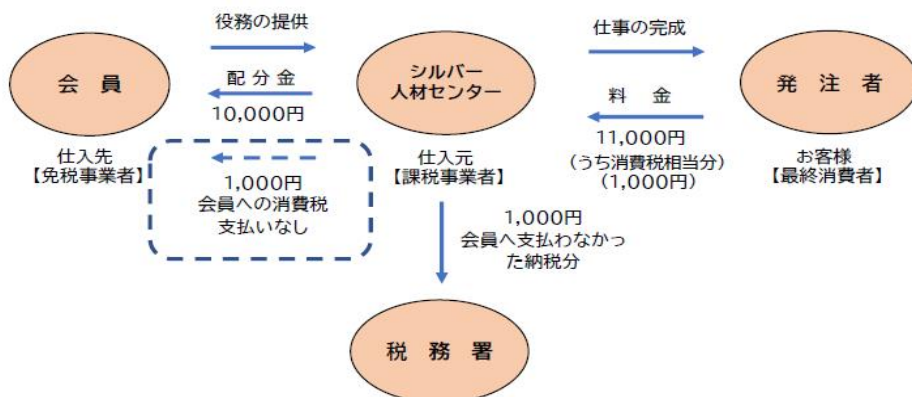 役務の提供
仕事の完成
会　員
シルバー
人材センター
発　注　者
配 分 金
10,000円
料　金
11,000円
（うち消費税相当分）
（1,000円）
仕入先
【免税事業者】
1,000円
会員への消費税
支払いなし
仕入元
【課税事業者】
お客様
【最終消費者】
1,000円
会員へ支払わなかっ
た納税分
税　務　署